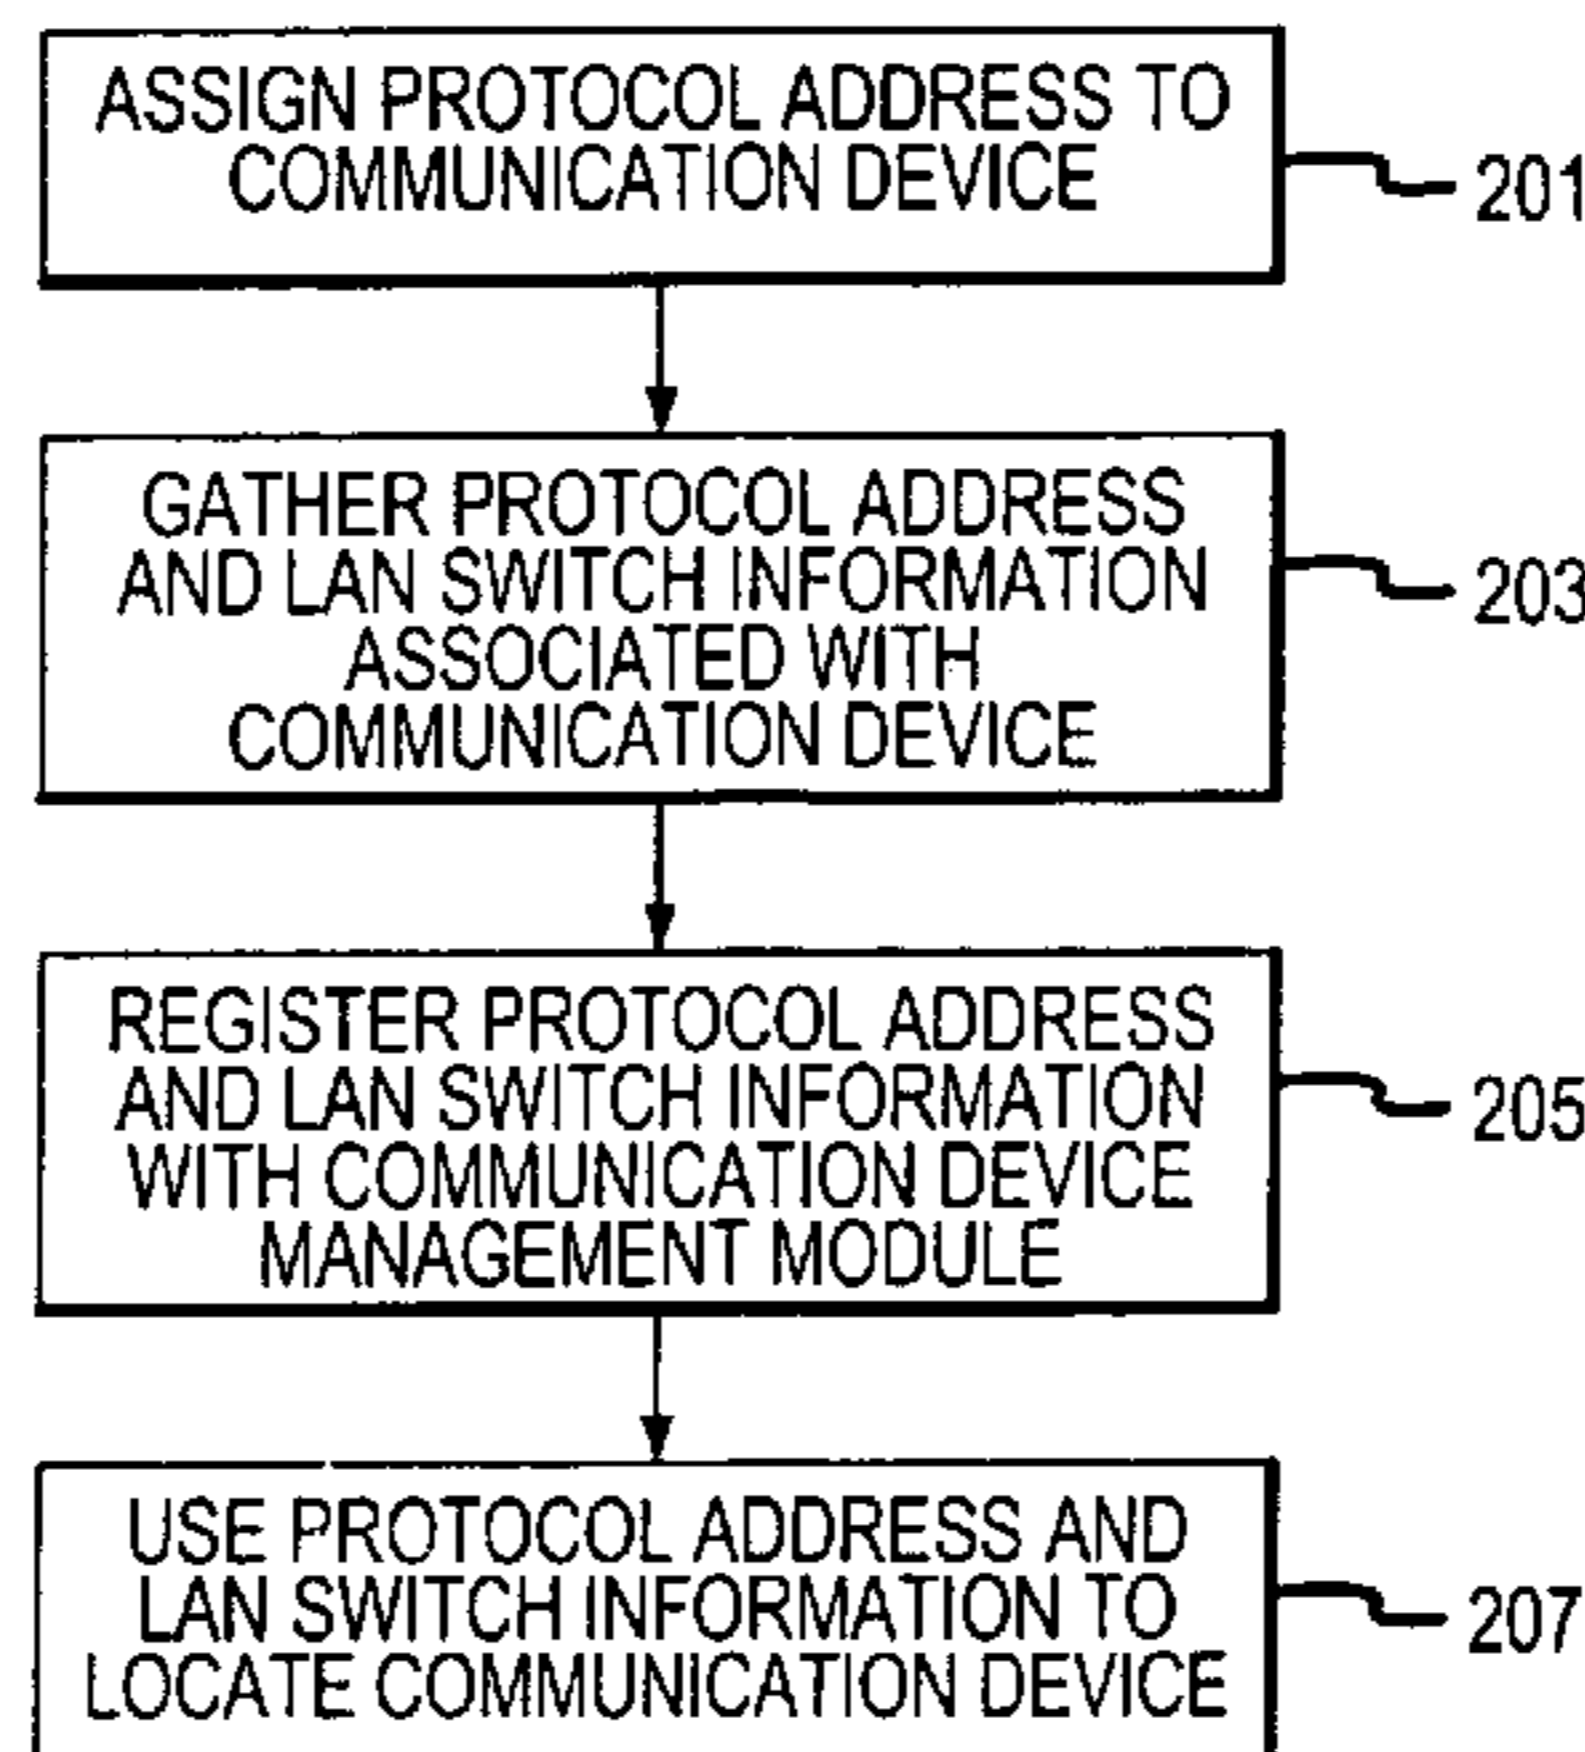 ASSIGN PROTOCOL ADDRESS TO
COMMUNICATION DEVICE
201
GATHER PROTOCOL ADDRESS
AND LAN SWITCH INFORMATION
ASSOCIATED WITH
COMMUNICATION DEVICE
203
REGISTER PROTOCOL ADDRESS
AND LAN SWITCH INFORMATION
WITH COMMUNICATION DEVICE
MANAGEMENT MODULE
205
USE PROTOCOL ADDRESS AND
LAN SWITCH INFORMATION TO
LOCATE COMMUNICATION DEVICE
207